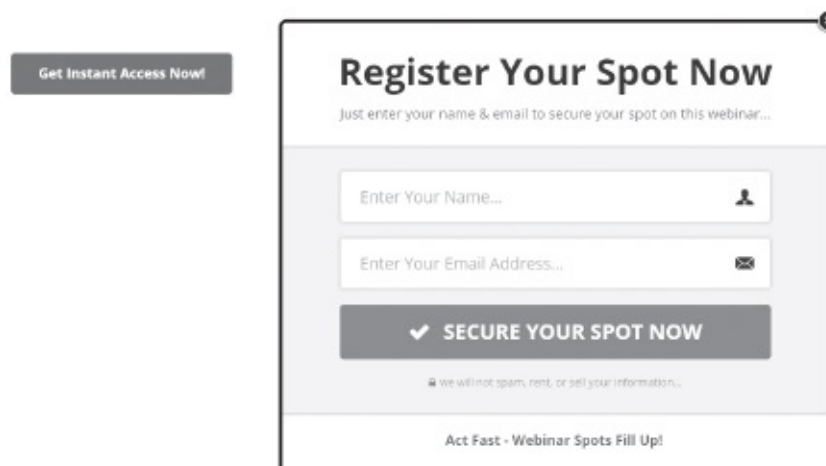 Get Instant Access Now!
Register Your Spot Now
Just enter your name & email to secure your spot on this webinar...
Enter Your Name...
Enter Your Email Address...
SECURE YOUR SPOT NOW
we will not spam, rent, or sell your information...
Act Fast - Webinar Spots Fill Up!